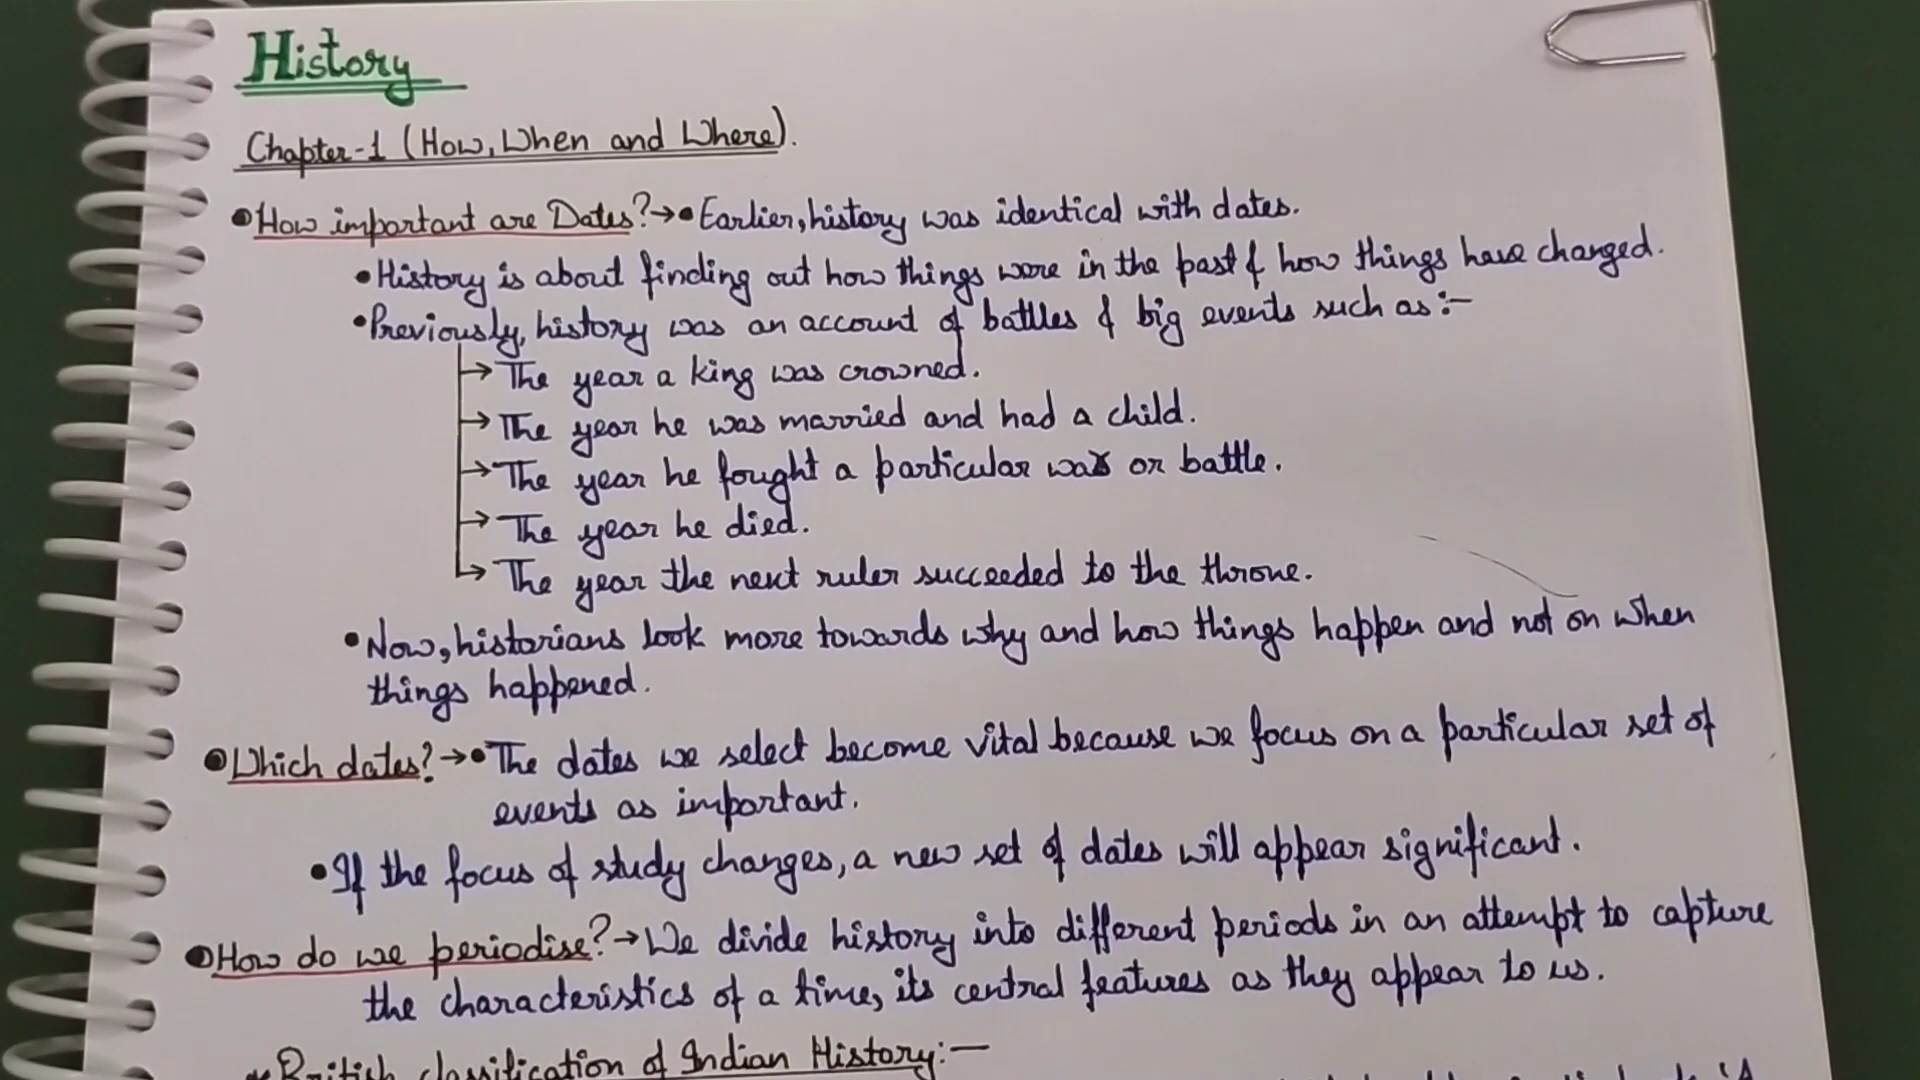 History
Chapter-1 (How, When and Where).
•How important are Dates?→•Earlier, history was identical with dates.
•History is about finding out how things were in the past & how things have changed.
•Previously, history was an account of battles & big events such as:-
→The year a king was crowned.
→The year he was married and had a child.
→The year he fought a particular war or battle.
→The year he died.
→The year the next ruler succeeded to the throne.
•Now, historians look more towards why and how things happen and not on when
things happened.
•Which dates?→•The dates we select become vital because we focus on a particular set of
events as important.
•If the focus of study changes, a new set of dates will appear significant.
•How do we periodise?→We divide history into different periods in an attempt to capture
the characteristics of a time, its central features as they appear to us.
British classification of Indian History:—